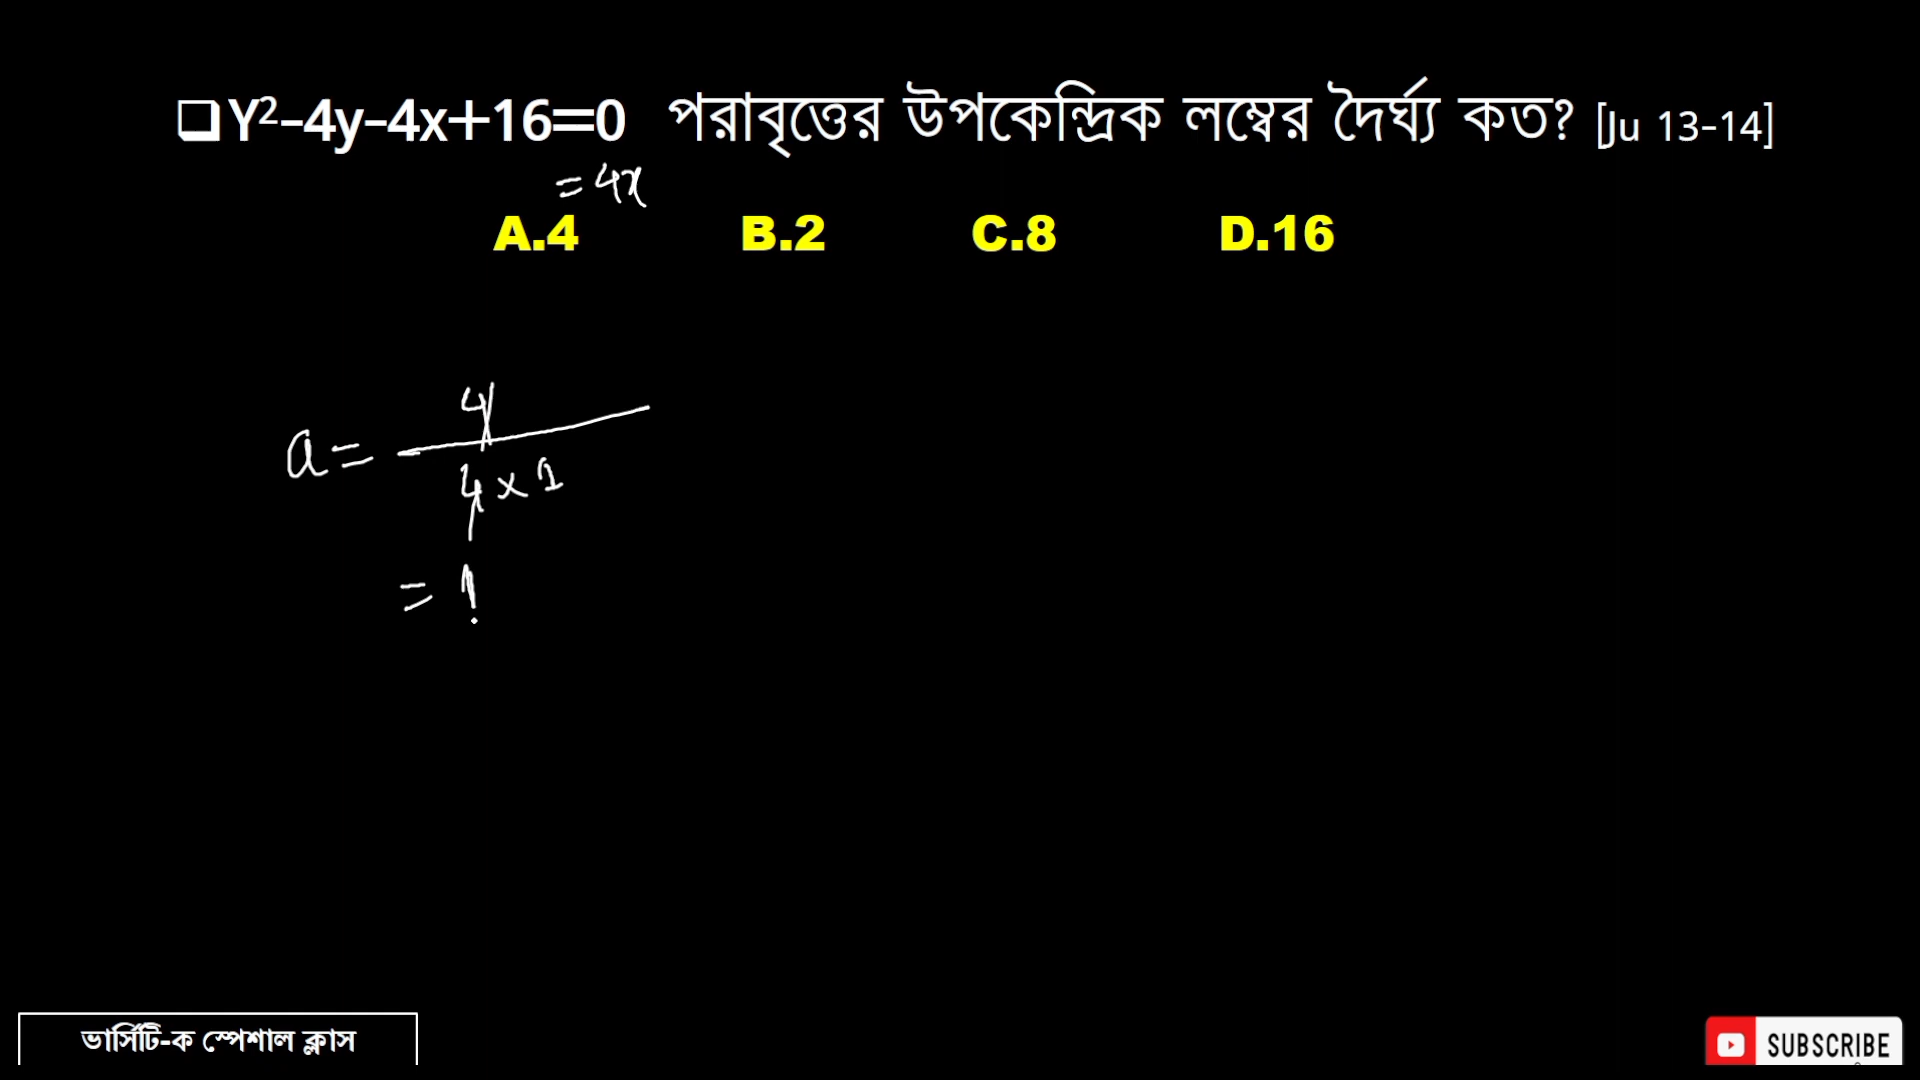 ❑Y²–4y–4x+16=0 পরাবৃত্তের উপকেন্দ্রিক লম্বের দৈর্ঘ্য কত? [Ju 13-14]
= 4x
A.4 B.2 C.8 D.16
4
a = ―
4 × 1
= 1
ভার্সিটি-ক স্পেশাল ক্লাস
SUBSCRIBE